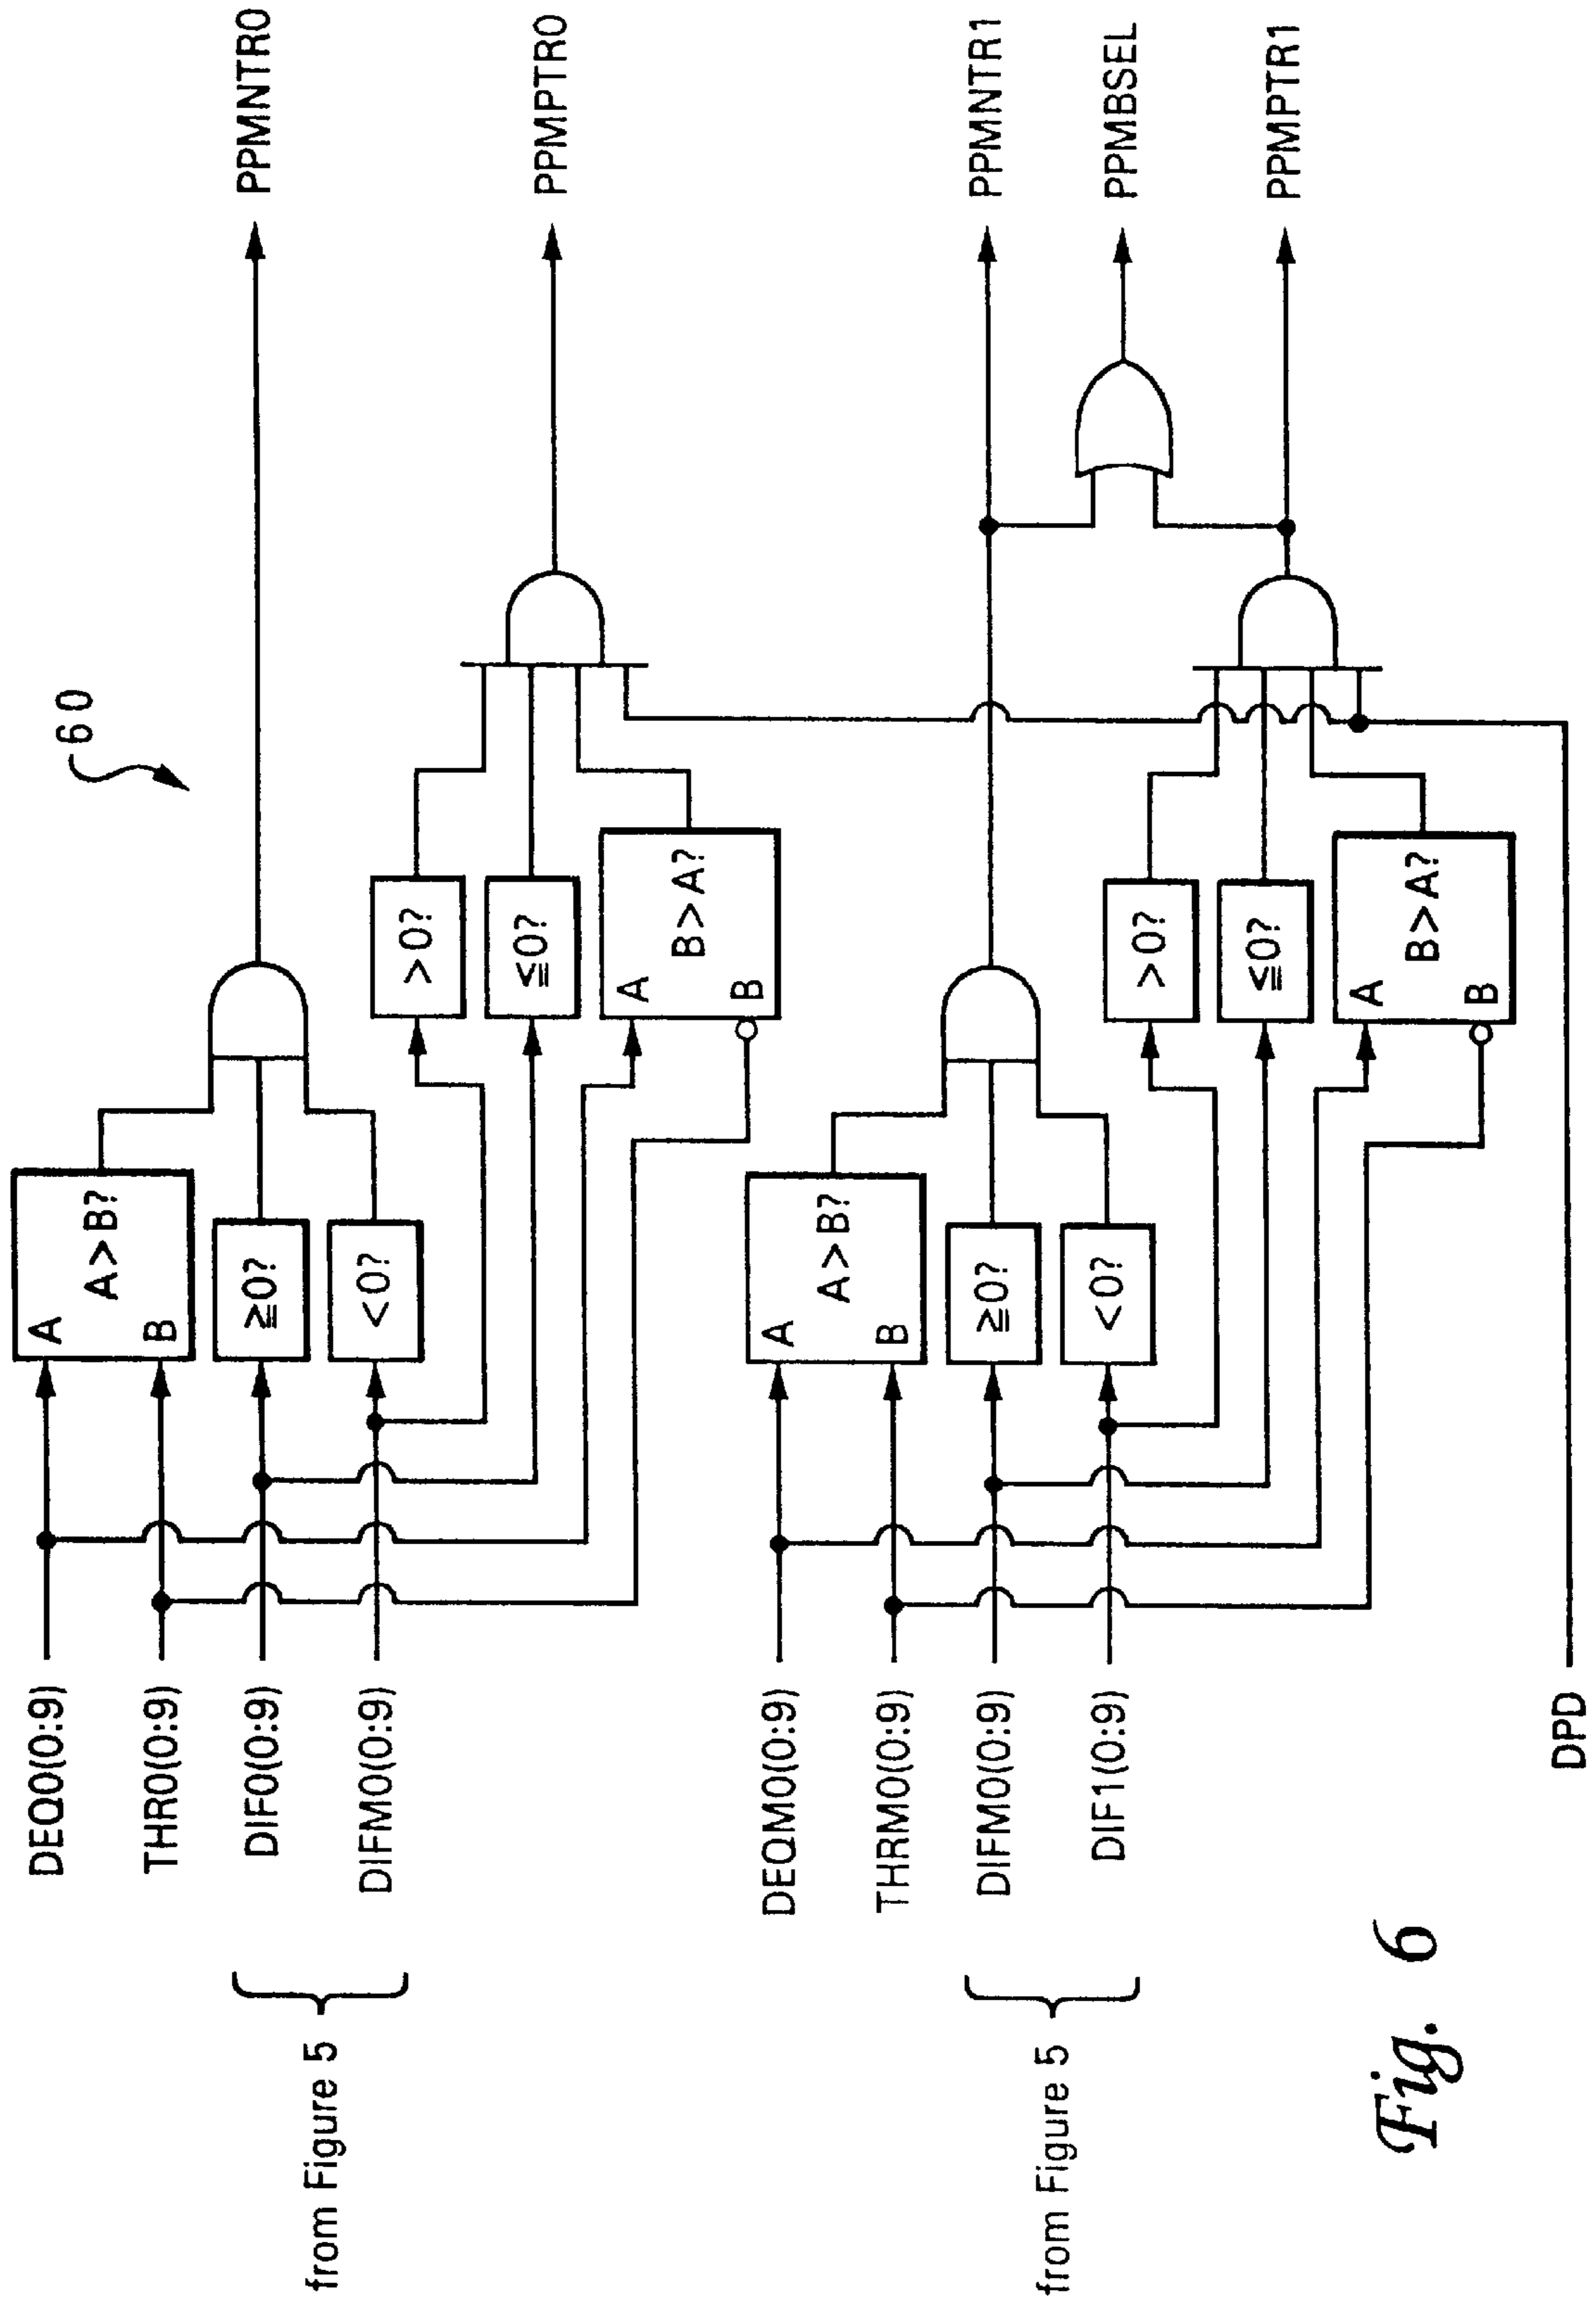 60
DEQ0(0:9)
THR0(0:9)
DIF0(0:9)
DIFM0(0:9)
from Figure 5
A
B
A>B?
≧0?
<0?
>0?
≦0?
A
B
B>A?
PPMNTR0
PPMPTR0
DEQM0(0:9)
THRM0(0:9)
DIFM0(0:9)
DIF1(0:9)
from Figure 5
A
B
A>B?
≧0?
<0?
>0?
≦0?
A
B
B>A?
PPMNTR1
PPMBSEL
PPMPTR1
DPD
Fig. 6